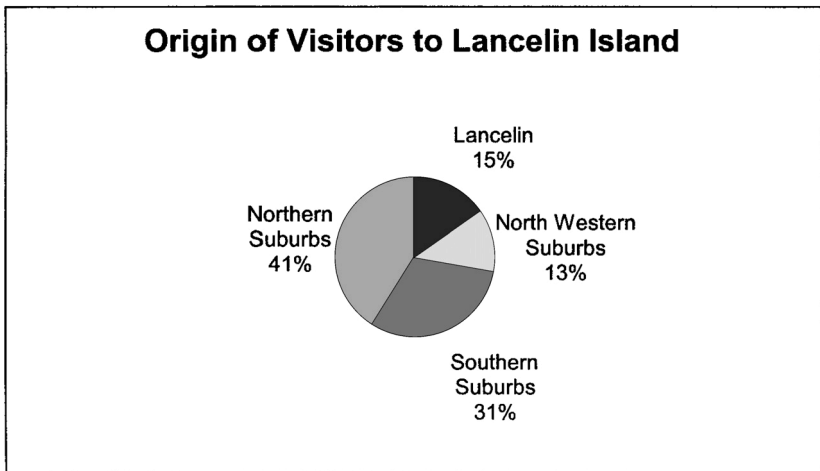 Origin of Visitors to Lancelin Island
Lancelin
15%
North Western
Suburbs
13%
Southern
Suburbs
31%
Northern
Suburbs
41%